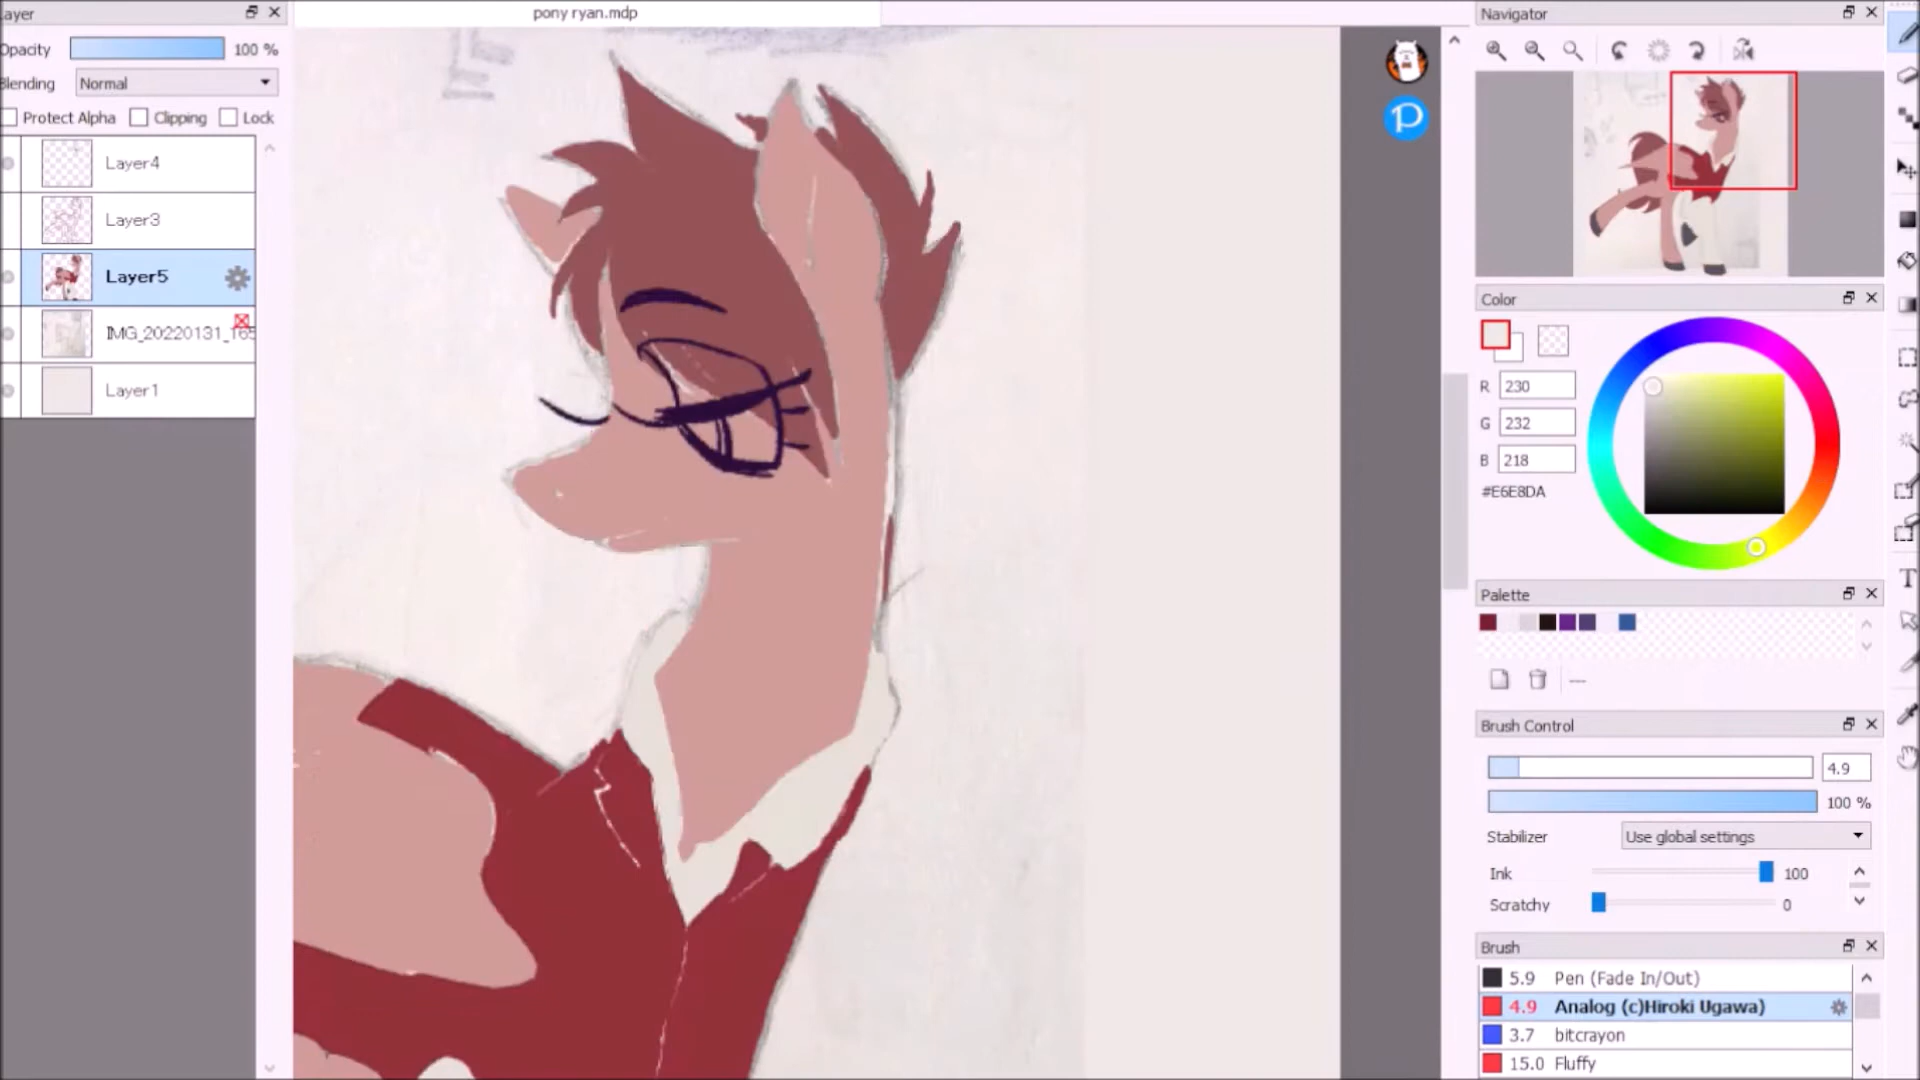 ayer
Opacity
100 %
Blending
Normal
Protect Alpha
Clipping
Lock
Layer4
Layer3
Layer5
IMG_20220131_165
Layer1
pony ryan.mdp
P
Navigator
Color
R
230
G
232
B
218
#E6E8DA
Palette
Brush Control
4.9
100 %
Stabilizer
Use global settings
Ink
100
Scratchy
0
Brush
5.9 Pen (Fade In/Out)
4.9 Analog (c)Hiroki Ugawa)
3.7 bitcrayon
15.0 Fluffy
T